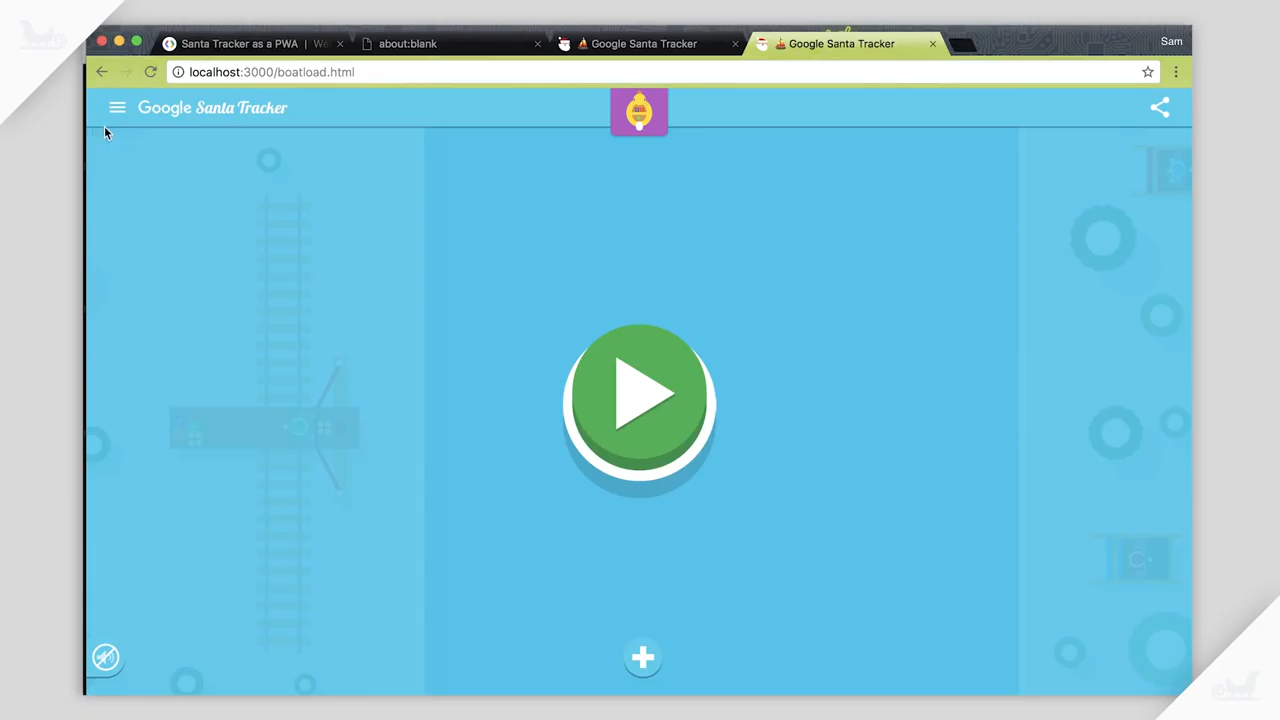 Santa Tracker as a PWA | We
about:blank
Google Santa Tracker
Google Santa Tracker
Sam
localhost:3000/boatload.html
Google Santa Tracker